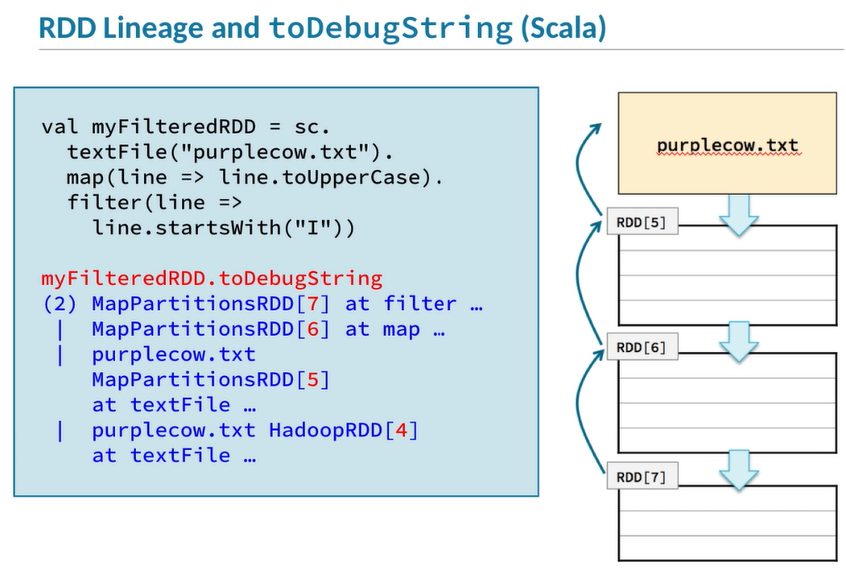 RDD Lineage and toDebugString (Scala)
val myFilteredRDD = sc.
textFile("purplecow.txt").
map(line => line.toUpperCase).
filter(line =>
line.startsWith("I"))
myFilteredRDD.toDebugString
(2) MapPartitionsRDD[7] at filter …
| MapPartitionsRDD[6] at map …
| purplecow.txt
MapPartitionsRDD[5]
at textFile …
| purplecow.txt HadoopRDD[4]
at textFile …
purplecow.txt
RDD[5]
RDD[6]
RDD[7]